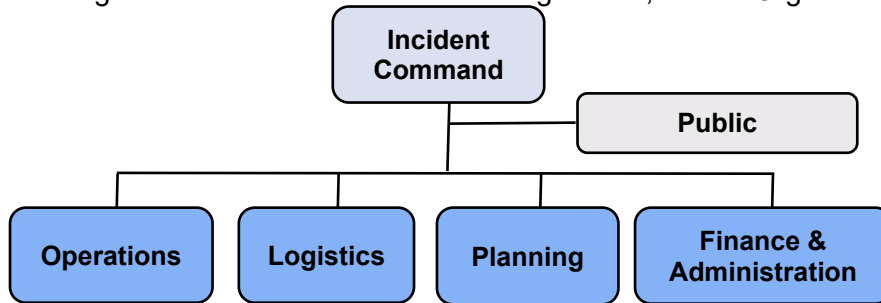 Incident
Command
Public
Operations
Logistics
Planning
Finance &
Administration